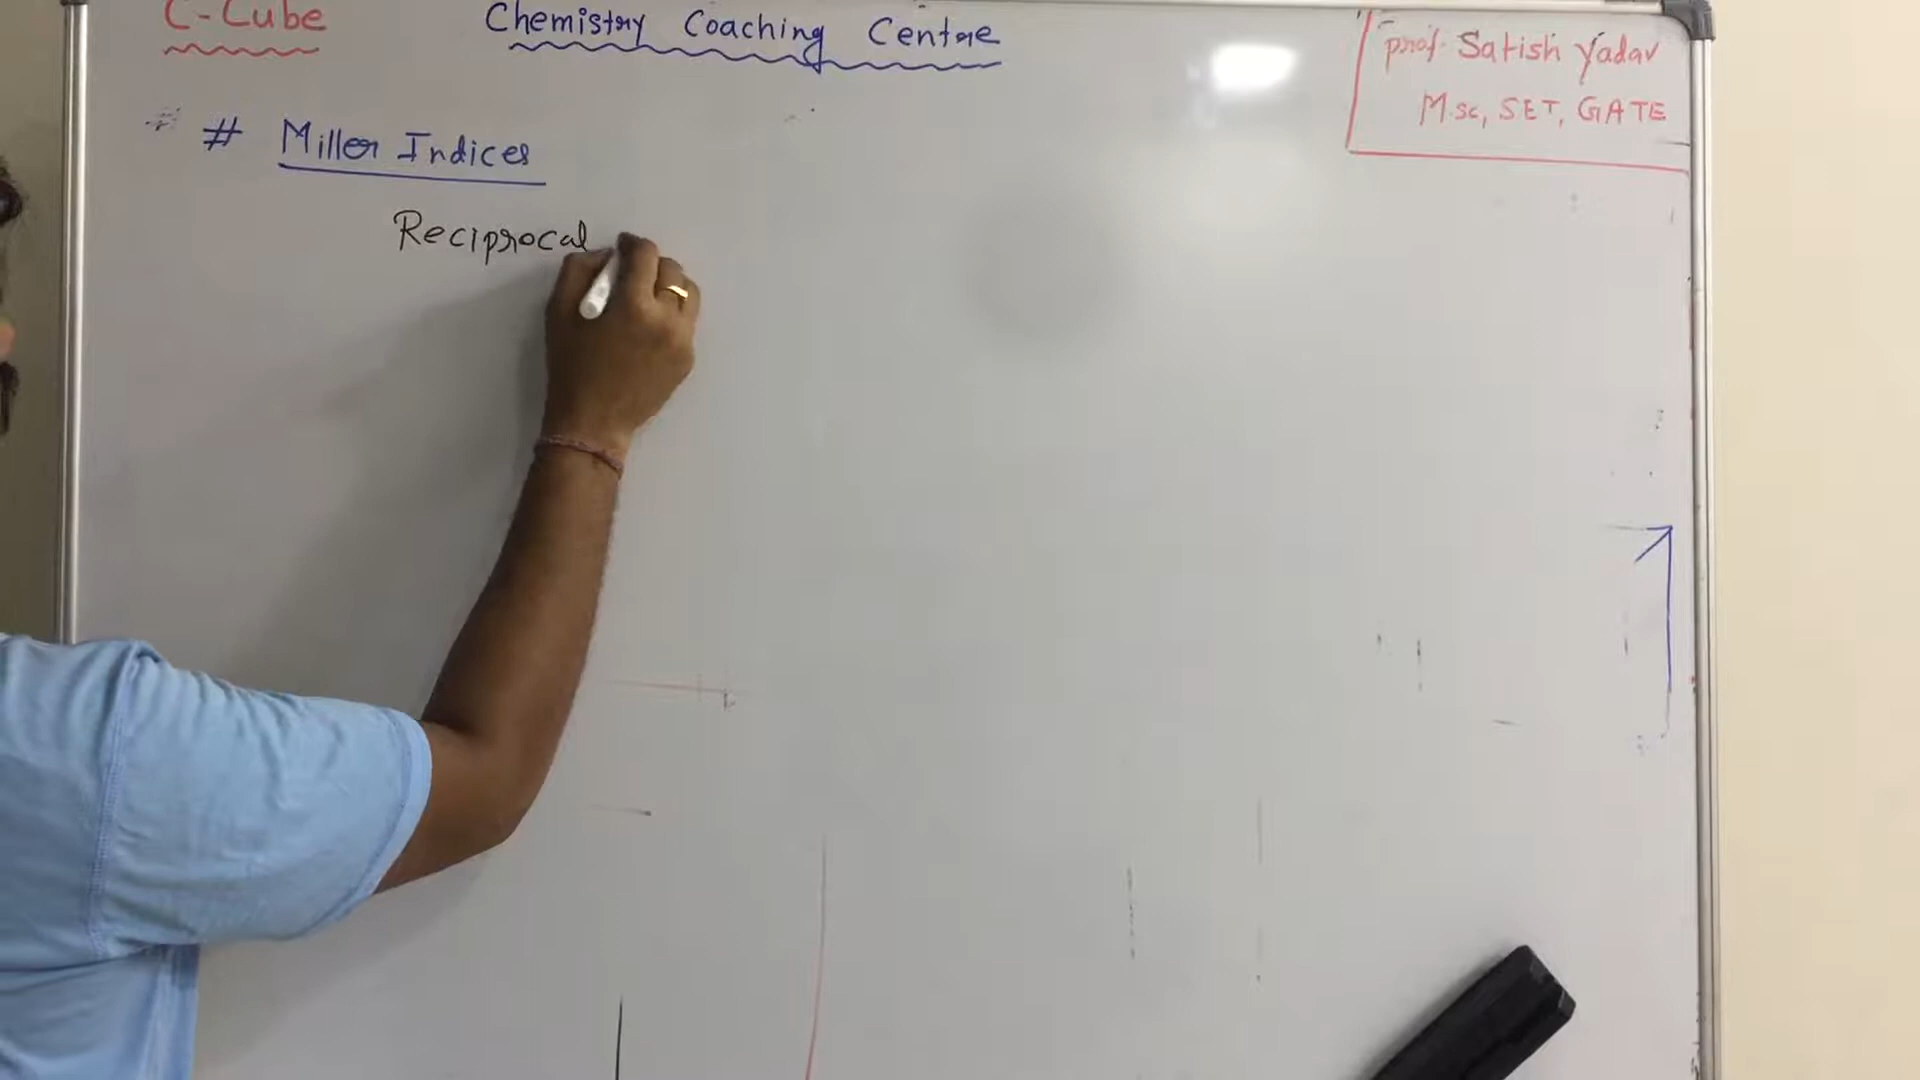 C-Cube
Chemistry Coaching Centre
prof. Satish Yadav
M.sc, SET, GATE
# Miller Indices
Reciprocal